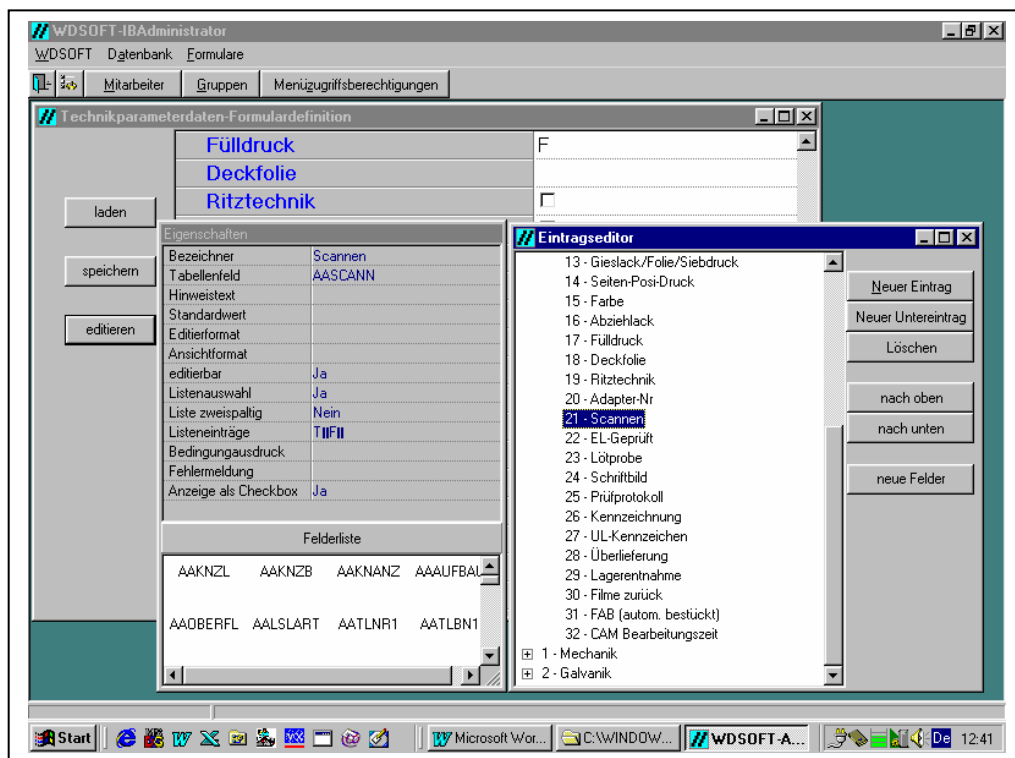 WDSOFT-IBAdministrator
WDSOFT Datenbank Formulare
Mitarbeiter Gruppen Menüzugriffsberechtigungen
Technikparameterdaten-Formulardefinition
Fülldruck F
Deckfolie
Ritztechnik
laden
speichern
editieren
Eigenschaften
Bezeichner Scannen
Tabellenfeld AASCANN
Hinweistext
Standardwert
Editierformat
Ansichtformat
editierbar Ja
Listenauswahl Ja
Liste zweispaltig Nein
Listeneinträge T||F||
Bedingungausdruck
Fehlermeldung
Anzeige als Checkbox Ja
Felderliste
AAKNZL AAKNZB AAKNANZ AAAUFBAU
AAOBERFL AALSLART AATLNR1 AATLBN1
Eintragseditor
13 - Gieslack/Folie/Siebdruck
14 - Seiten-Posi-Druck
15 - Farbe
16 - Abziehlack
17 - Fülldruck
18 - Deckfolie
19 - Ritztechnik
20 - Adapter-Nr
21 - Scannen
22 - EL-Geprüft
23 - Lötprobe
24 - Schriftbild
25 - Prüfprotokoll
26 - Kennzeichnung
27 - UL-Kennzeichen
28 - Überlieferung
29 - Lagerentnahme
30 - Filme zurück
31 - FAB (autom. bestückt)
32 - CAM Bearbeitungszeit
1 - Mechanik
2 - Galvanik
Neuer Eintrag
Neuer Untereintrag
Löschen
nach oben
nach unten
neue Felder
Start Microsoft Wor... C:\WINDOW... WDSOFT-A... De 12:41